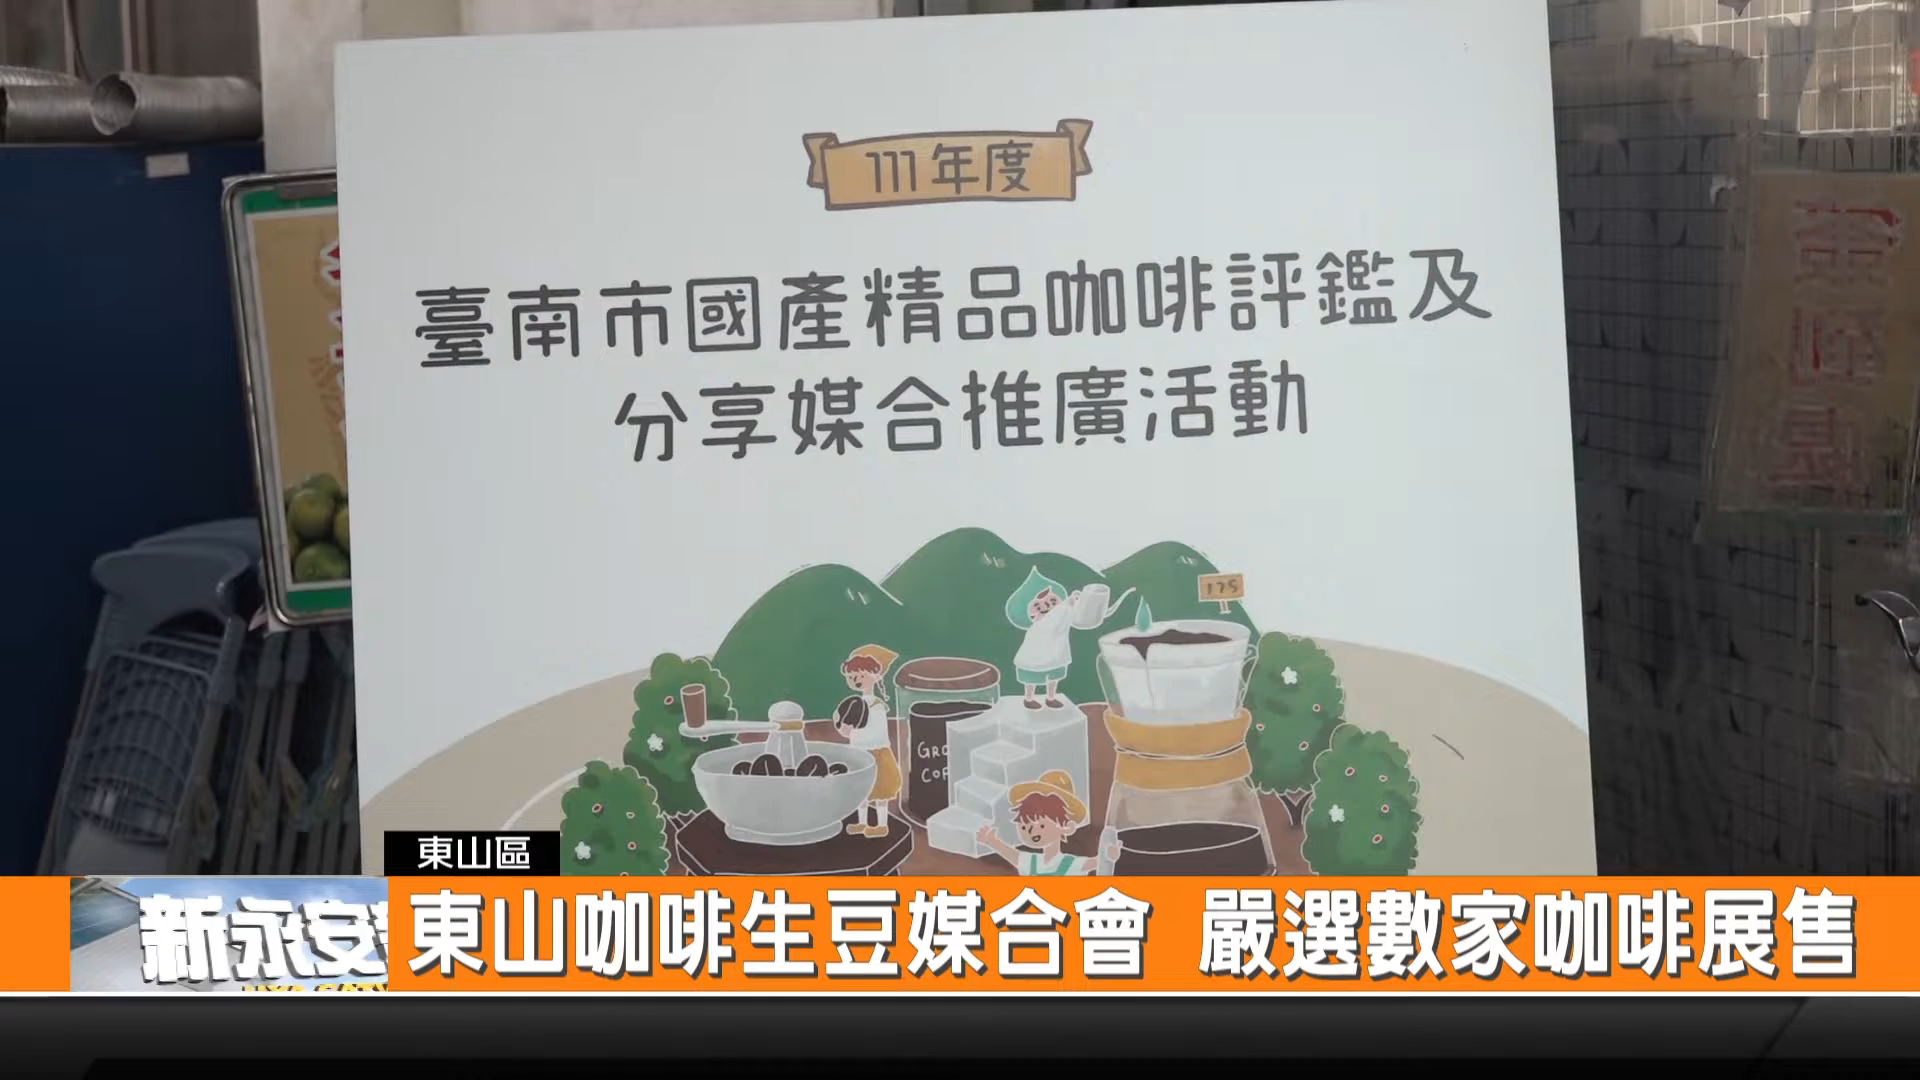 111年度
臺南市國產精品咖啡評鑑及
分享媒合推廣活動
175
東山區
新永安
東山咖啡生豆媒合會 嚴選數家咖啡展售